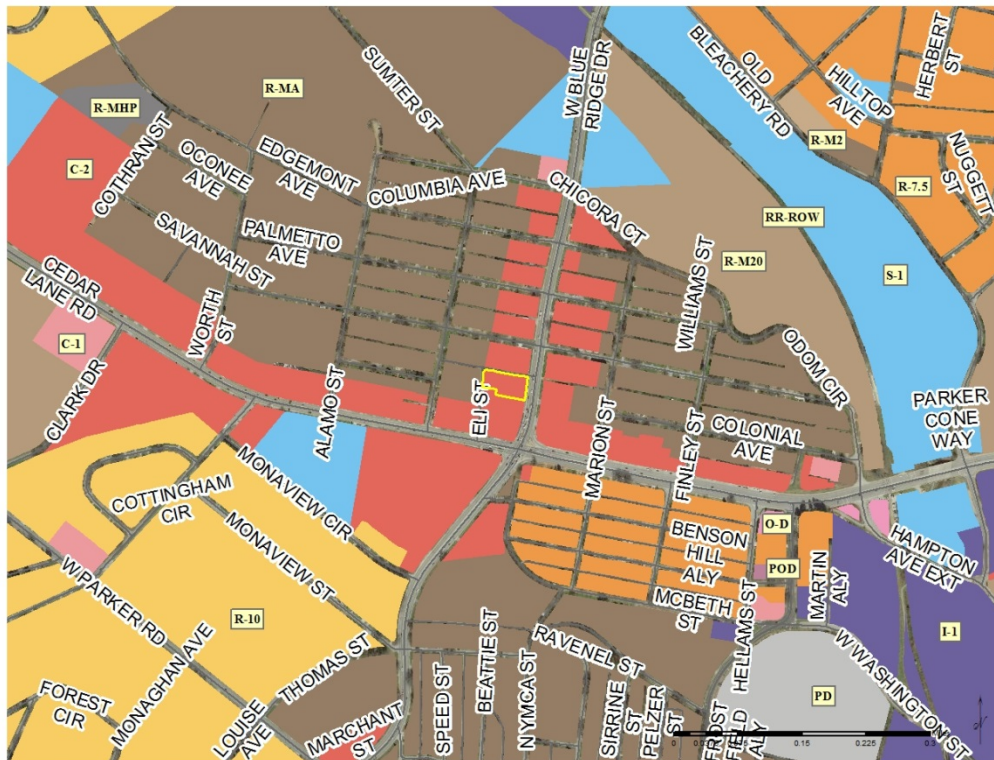 SUMTER ST
W BLUE
RIDGE DR
OLD
BLEACHERY RD
HILLTOP
AVE
HERBERT
ST
NUGGETT
ST
R-MHP
R-MA
R-M2
R-7.5
C-2
COTHRAN ST
OCONEE
AVE
EDGEMONT
AVE
COLUMBIA AVE
CHICORA CT
RR-ROW
SAVANNAH ST
PALMETTO
AVE
WILLIAMS ST
R-M20
S-1
CEDAR
LANE RD
WORTH
ST
ODOM CIR
C-1
CLARK DR
ALAMO ST
ELI ST
MARION ST
FINLEY ST
COLONIAL
AVE
PARKER
CONE
WAY
COTTINGHAM
CIR
MONAVIEW CIR
MONAVIEW ST
BENSON
HILL
ALY
O-D
POD
MARTIN
ALY
HAMPTON
AVE EXT
W PARKER RD
R-10
MCBETH
ST
HELLAMS ST
I-1
MONAGHAN AVE
THOMAS ST
RAVENEL ST
W WASHINGTON ST
PD
FOREST
CIR
LOUISE
AVE
MARCHANT
ST
SPEED ST
BEATTIE ST
NYMCA ST
SIRRINE
ST
PELZER
ST
FROST
FIELD
ALY
0.15
0.225
0.3